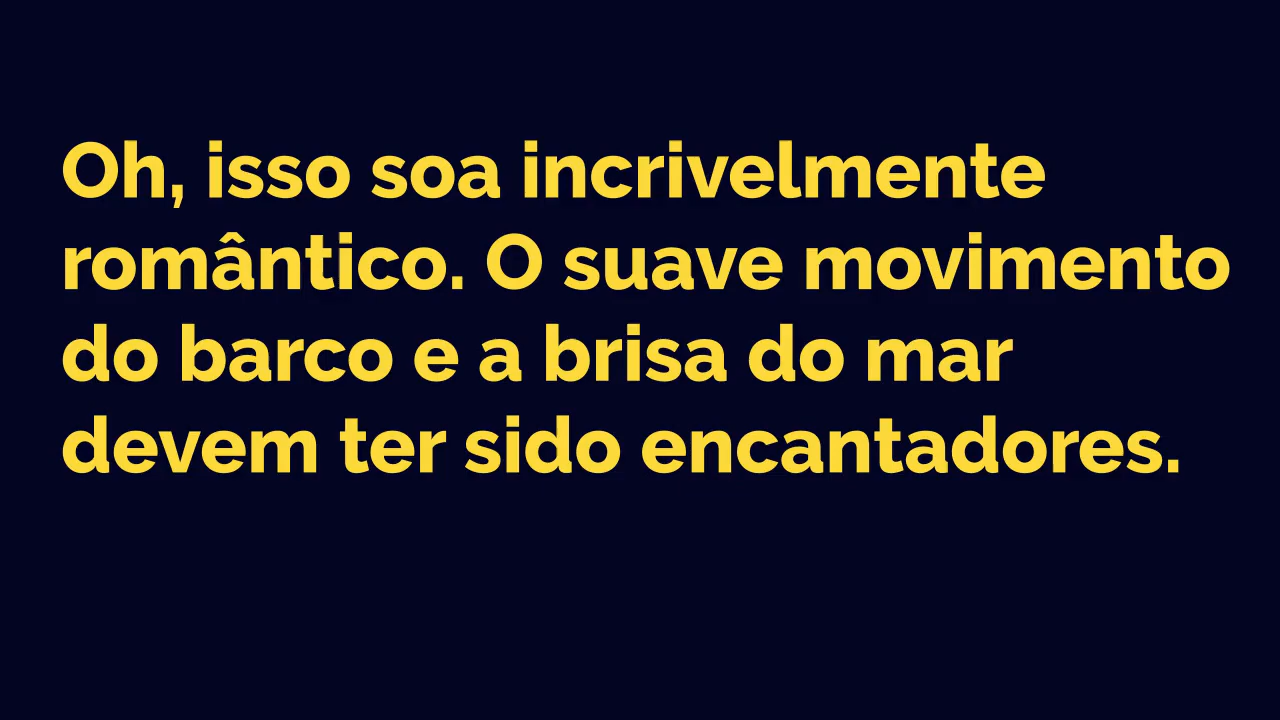 Oh, isso soa incrivelmente
romântico. O suave movimento
do barco e a brisa do mar
devem ter sido encantadores.